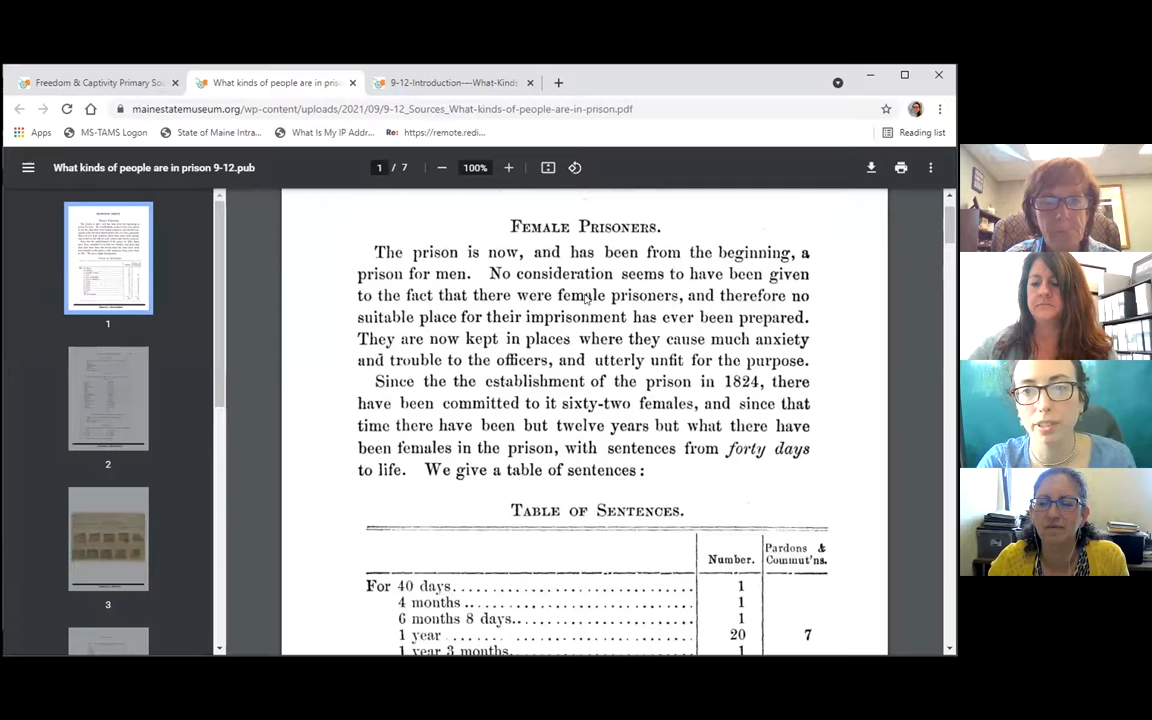 Freedom & Captivity Primary Sou
What kinds of people are in pris
9-12-Introduction---What-Kinds
mainestatemuseum.org/wp-content/uploads/2021/09/9-12_Sources_What-kinds-of-people-are-in-prison.pdf
Apps
MS-TAMS Logon
State of Maine Intra...
What Is My IP Addr...
Re: https://remote.redi...
Reading list
What kinds of people are in prison 9-12.pub
1 / 7
100%
FEMALE PRISONERS.
The prison is now, and has been from the beginning, a
prison for men. No consideration seems to have been given
to the fact that there were female prisoners, and therefore no
suitable place for their imprisonment has ever been prepared.
They are now kept in places where they cause much anxiety
and trouble to the officers, and utterly unfit for the purpose.
Since the the establishment of the prison in 1824, there
have been committed to it sixty-two females, and since that
time there have been but twelve years but what there have
been females in the prison, with sentences from forty days
to life. We give a table of sentences:
TABLE OF SENTENCES.
Number.
Pardons &
Commut'ns.
For 40 days. 1
4 months .. 1
6 months 8 days.. 1
1 year 20 7
1 year 3 months. 1
1
2
3